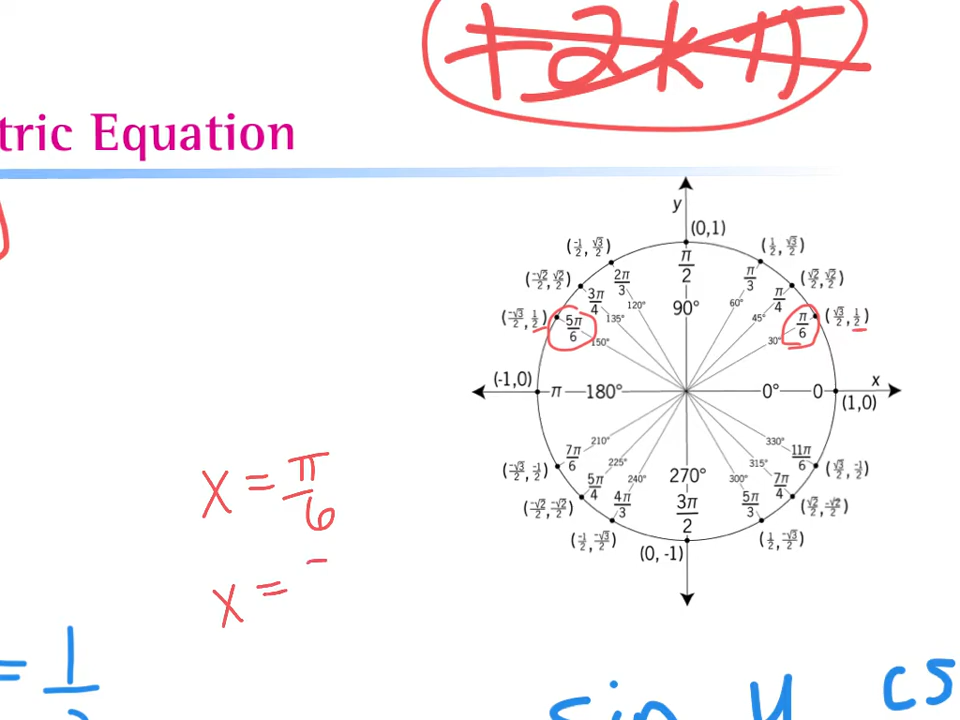 +2kπ
tric Equation
y
(0,1)
(-1/2, √3/2) (1/2, √3/2)
π/2
2π/3 π/3
(-√2/2, √2/2) (√2/2, √2/2)
3π/4 120° 90° 60° π/4
(-√3/2, 1/2) 5π/6 135° 45° π/6 (√3/2, 1/2)
150° 30°
(-1,0) π 180° 0° 0 x
(1,0)
210° 330°
(-√3/2, -1/2) 7π/6 225° 270° 315° 11π/6 (√3/2, -1/2)
5π/4 240° 300° 7π/4
(-√2/2, -√2/2) 4π/3 3π/2 5π/3 (√2/2, -√2/2)
(-1/2, -√3/2) (0, -1) (1/2, -√3/2)
x = π/6
x =
= 1
sin cs